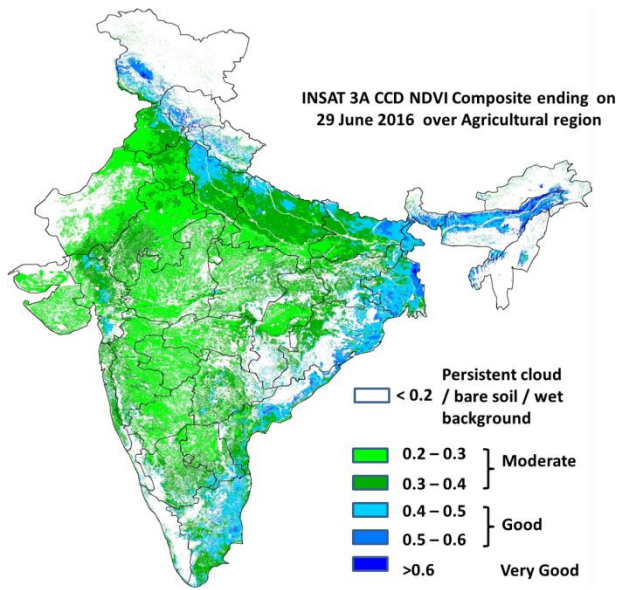 INSAT 3A CCD NDVI Composite ending on
29 June 2016 over Agricultural region
< 0.2 Persistent cloud
/ bare soil / wet
background
0.2 – 0.3
Moderate
0.3 – 0.4
0.4 – 0.5
Good
0.5 – 0.6
>0.6 Very Good